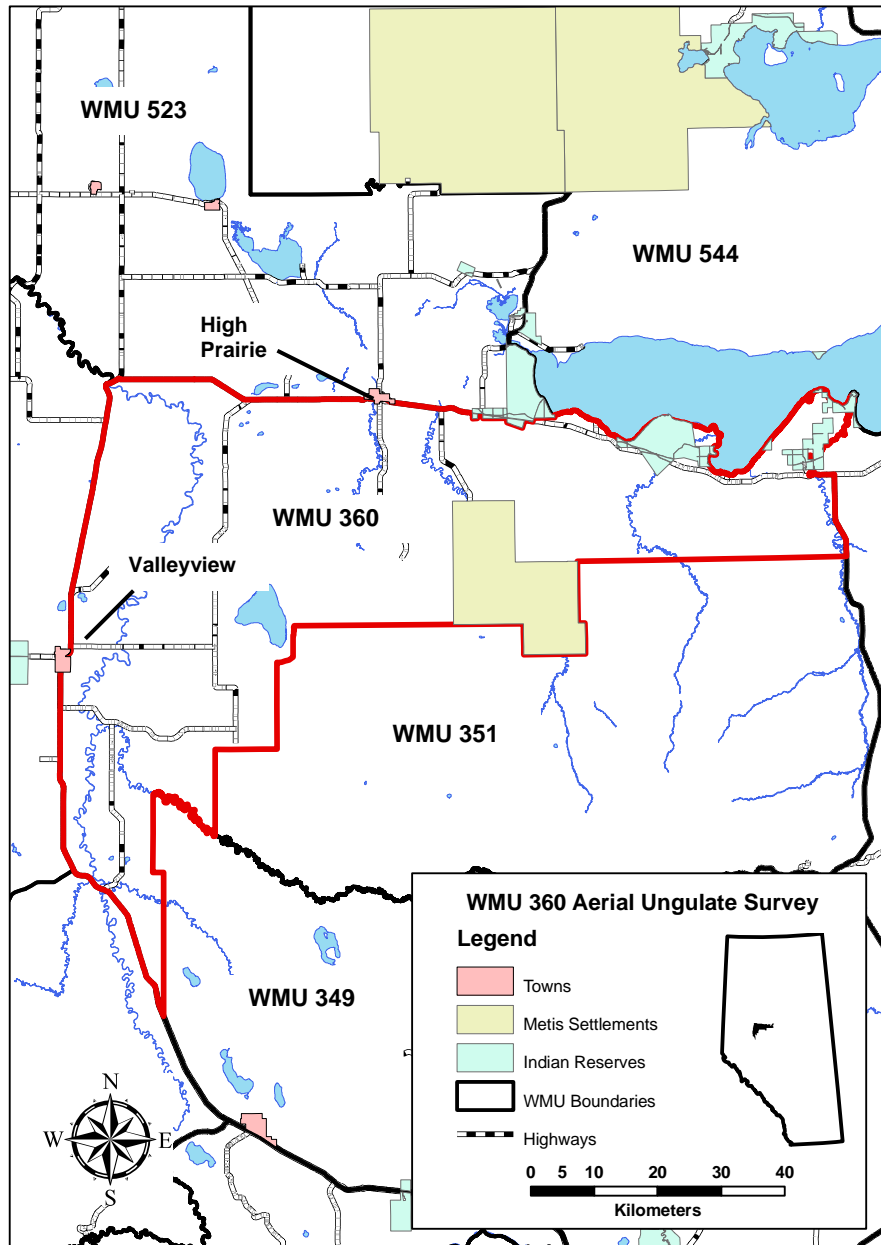 WMU 523
WMU 544
High
Prairie
WMU 360
Valleyview
WMU 351
WMU 349
N
W
E
S
WMU 360 Aerial Ungulate Survey
Legend
Towns
Metis Settlements
Indian Reserves
WMU Boundaries
Highways
0 5 10 20 30 40
Kilometers